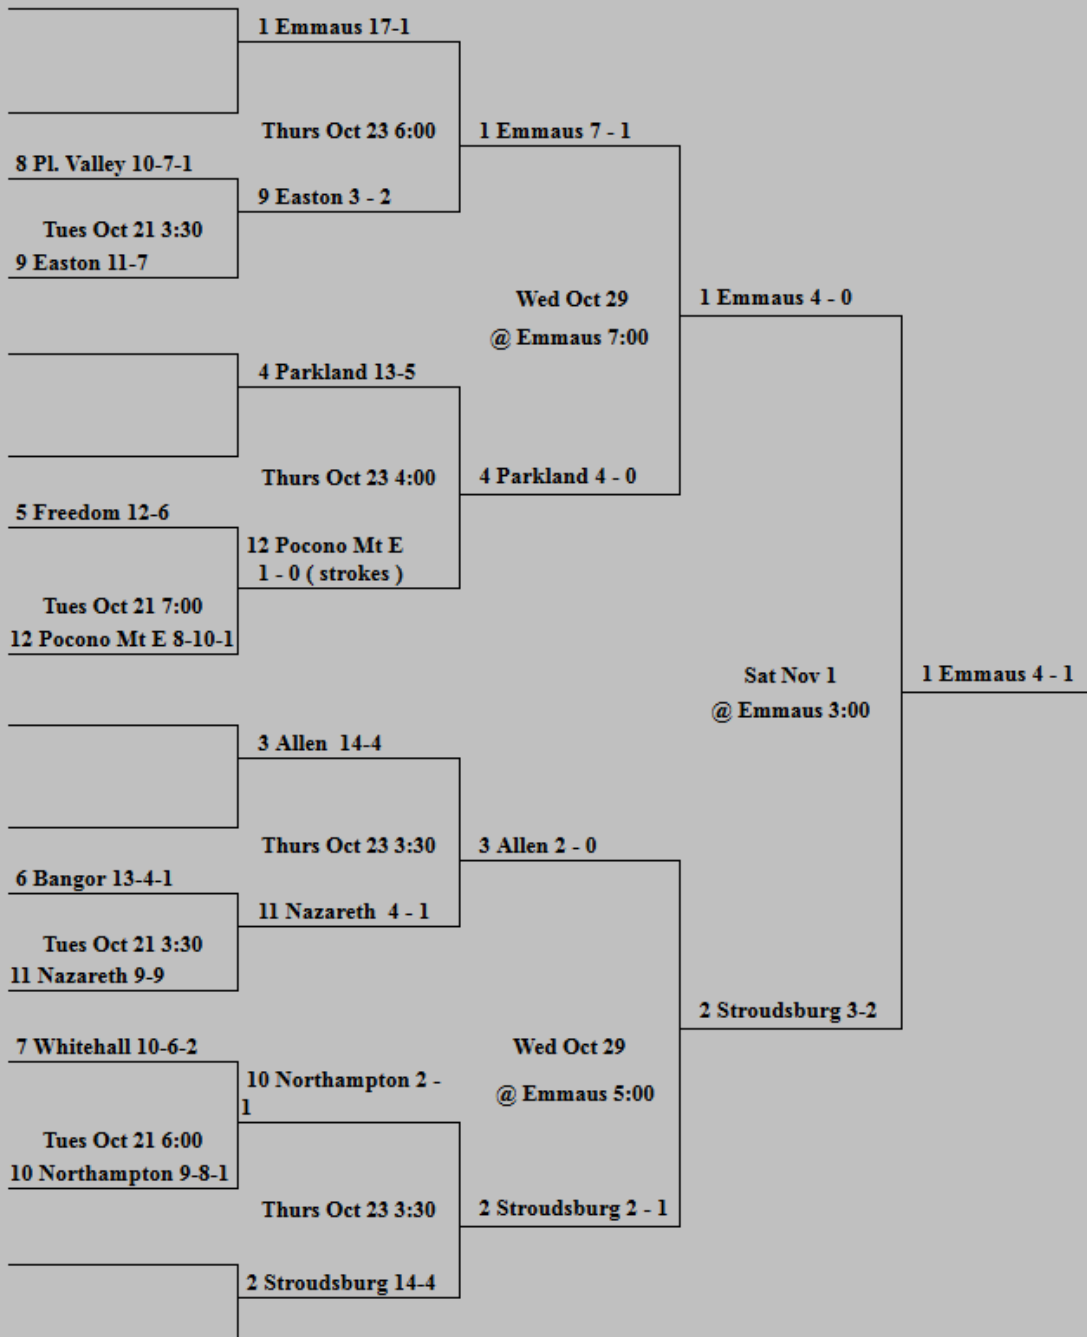 1 Emmaus 17-1
Thurs Oct 23 6:00
1 Emmaus 7 - 1
8 Pl. Valley 10-7-1
9 Easton 3 - 2
Tues Oct 21 3:30
9 Easton 11-7
Wed Oct 29
@ Emmaus 7:00
1 Emmaus 4 - 0
4 Parkland 13-5
Thurs Oct 23 4:00
4 Parkland 4 - 0
5 Freedom 12-6
12 Pocono Mt E
1 - 0 ( strokes )
Tues Oct 21 7:00
12 Pocono Mt E 8-10-1
Sat Nov 1
@ Emmaus 3:00
1 Emmaus 4 - 1
3 Allen 14-4
Thurs Oct 23 3:30
3 Allen 2 - 0
6 Bangor 13-4-1
11 Nazareth 4 - 1
Tues Oct 21 3:30
11 Nazareth 9-9
2 Stroudsburg 3-2
7 Whitehall 10-6-2
Wed Oct 29
@ Emmaus 5:00
10 Northampton 2 -
1
Tues Oct 21 6:00
10 Northampton 9-8-1
Thurs Oct 23 3:30
2 Stroudsburg 2 - 1
2 Stroudsburg 14-4